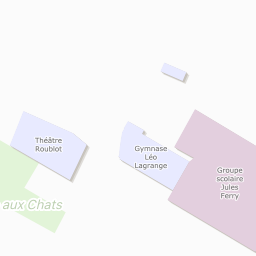 Théâtre
Roublot
Gymnase
Léo
Lagrange
Groupe
scolaire
Jules
Ferry
aux Chats